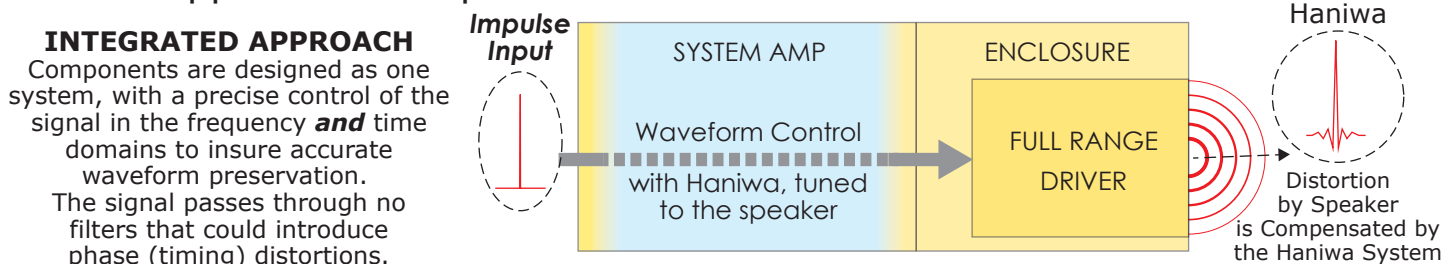 INTEGRATED APPROACH
Components are designed as one
system, with a precise control of the
signal in the frequency and time
domains to insure accurate
waveform preservation.
The signal passes through no
filters that could introduce
phase (timing) distortions.
Impulse
Input
SYSTEM AMP
Waveform Control
with Haniwa, tuned
to the speaker
ENCLOSURE
FULL RANGE
DRIVER
Haniwa
Distortion
by Speaker
is Compensated by
the Haniwa System